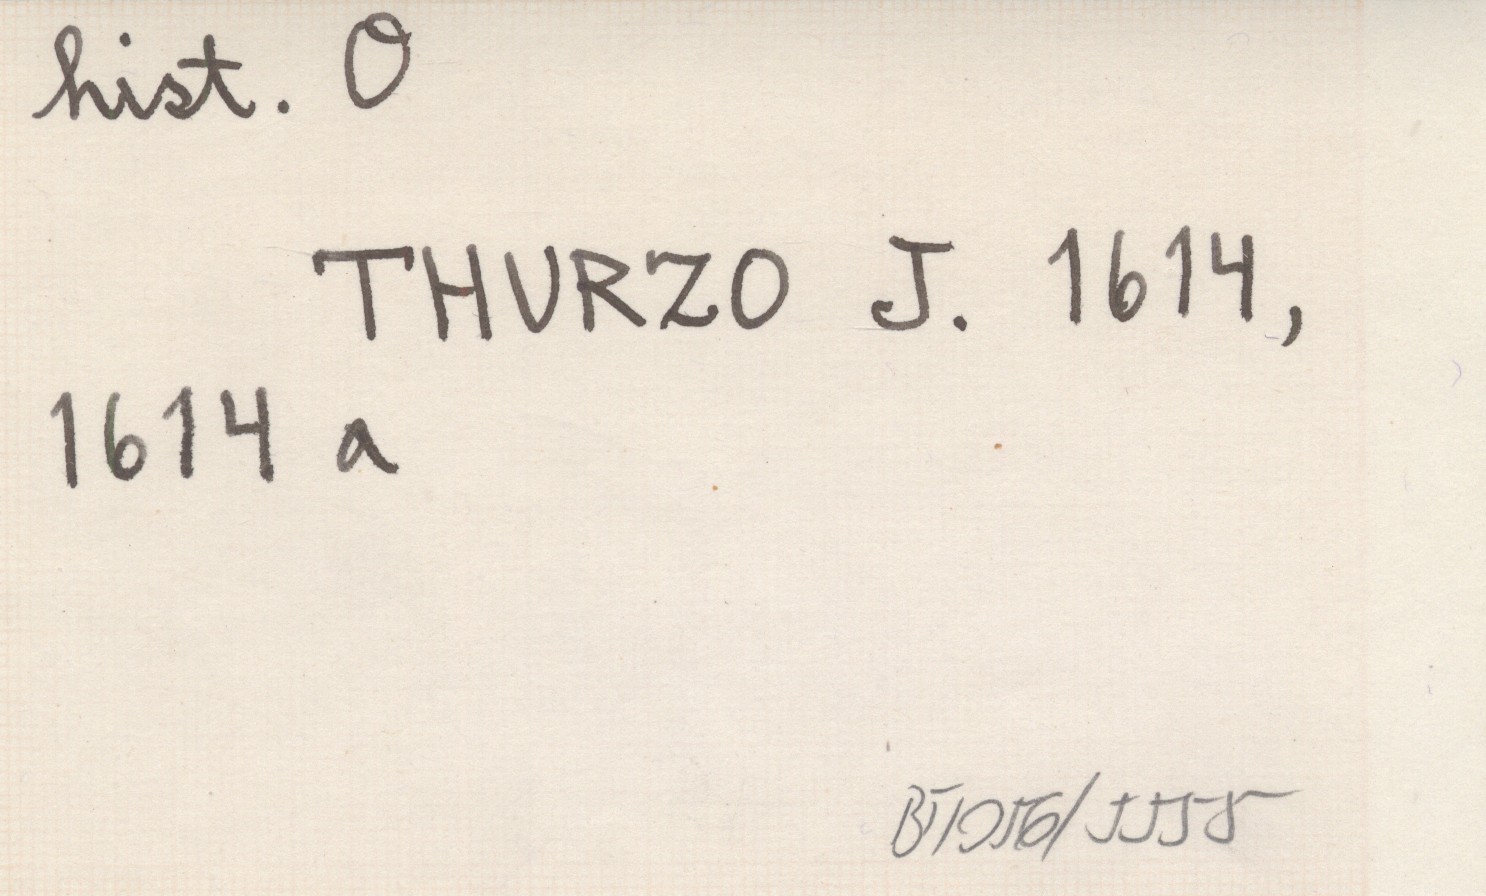 hist. O
THURZO J. 1614,
1614 a